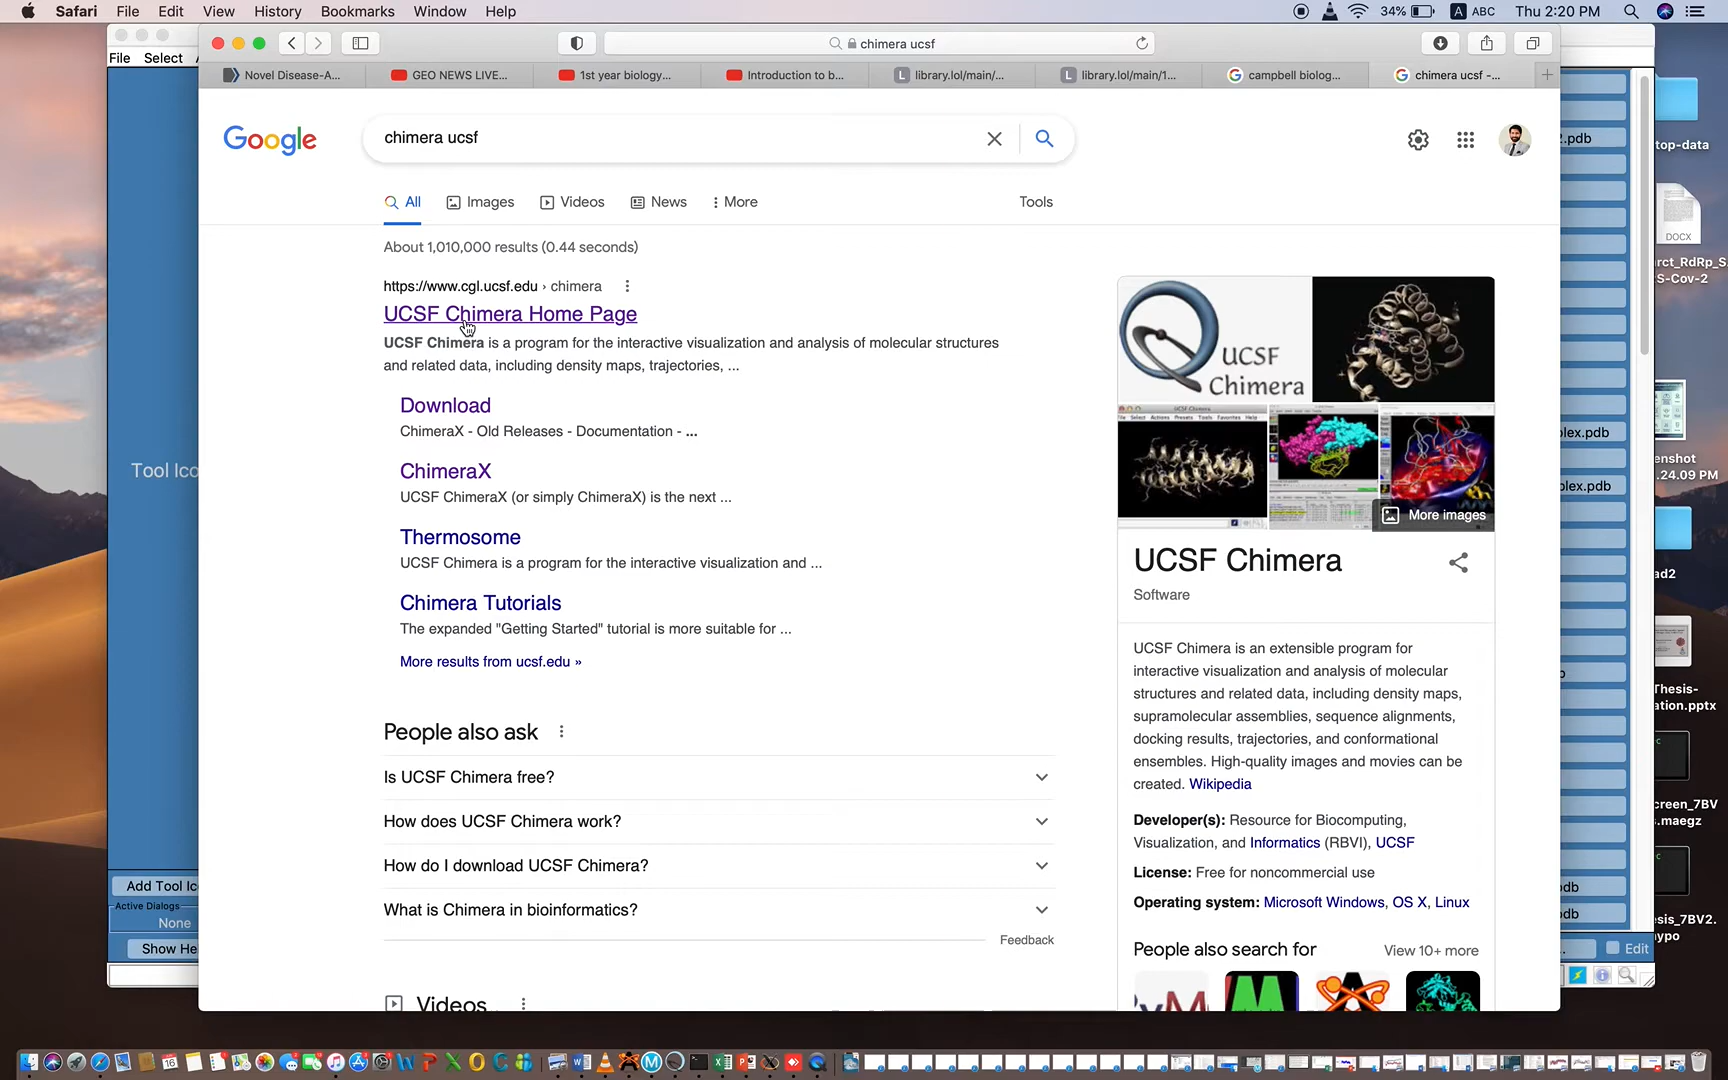 Safari File Edit View History Bookmarks Window Help
34% A ABC Thu 2:20 PM
File Select
chimera ucsf
Novel Disease-A... GEO NEWS LIVE... 1st year biology... Introduction to b... library.lol/main/... library.lol/main/1... campbell biolog... chimera ucsf -...
Google
chimera ucsf
All Images Videos News More Tools
About 1,010,000 results (0.44 seconds)
https://www.cgl.ucsf.edu › chimera
UCSF Chimera Home Page
UCSF Chimera is a program for the interactive visualization and analysis of molecular structures
and related data, including density maps, trajectories, ...
Download
ChimeraX - Old Releases - Documentation - ...
ChimeraX
UCSF ChimeraX (or simply ChimeraX) is the next ...
Thermosome
UCSF Chimera is a program for the interactive visualization and ...
Chimera Tutorials
The expanded "Getting Started" tutorial is more suitable for ...
More results from ucsf.edu »
People also ask
Is UCSF Chimera free?
How does UCSF Chimera work?
How do I download UCSF Chimera?
What is Chimera in bioinformatics?
Feedback
Videos
UCSF
Chimera
More images
UCSF Chimera
Software
UCSF Chimera is an extensible program for
interactive visualization and analysis of molecular
structures and related data, including density maps,
supramolecular assemblies, sequence alignments,
docking results, trajectories, and conformational
ensembles. High-quality images and movies can be
created. Wikipedia
Developer(s): Resource for Biocomputing,
Visualization, and Informatics (RBVI), UCSF
License: Free for noncommercial use
Operating system: Microsoft Windows, OS X, Linux
People also search for View 10+ more
Tool Ico
Add Tool Ic
Active Dialogs
None
Show He
2.pdb
lex.pdb
plex.pdb
b
db
db
Edit
top-data
DOCX
rct_RdRp_S
S-Cov-2
enshot
.24.09 PM
ad2
Thesis-
ation.pptx
creen_7BV
s.maegz
esis_7BV2.
ypo